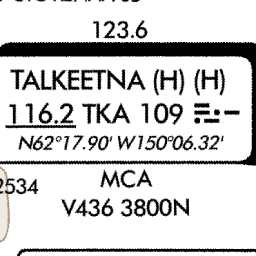 123.6
TALKEETNA (H) (H)
116.2 TKA 109
N62°17.90' W150°06.32'
2534
MCA
V436 3800N